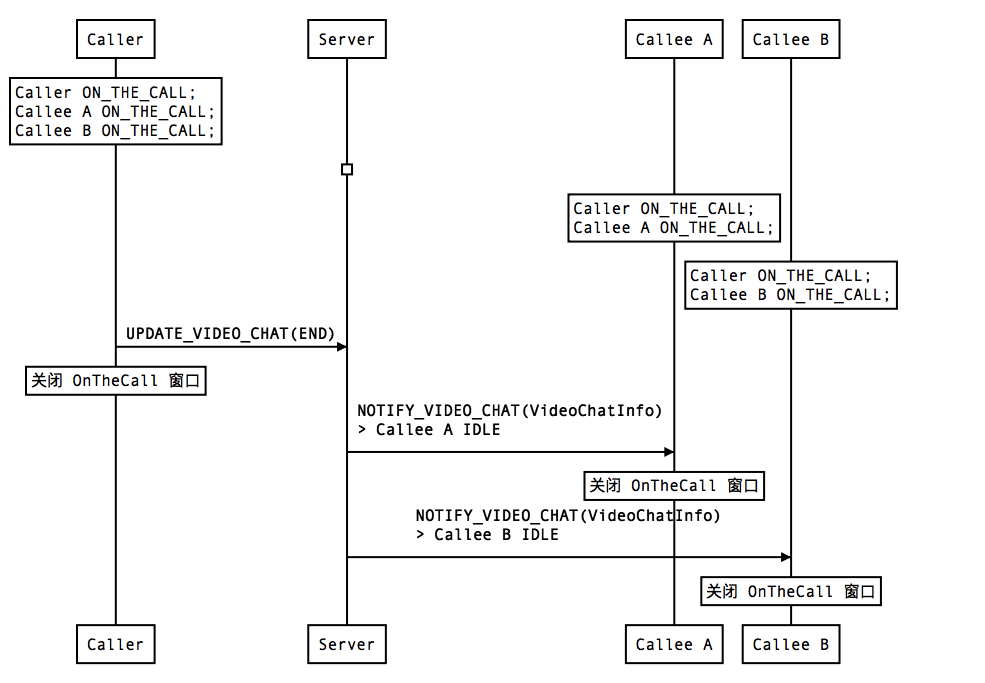 Caller
Server
Callee A
Callee B
Caller ON_THE_CALL;
Callee A ON_THE_CALL;
Callee B ON_THE_CALL;
Caller ON_THE_CALL;
Callee A ON_THE_CALL;
Caller ON_THE_CALL;
Callee B ON_THE_CALL;
UPDATE_VIDEO_CHAT(END)
关闭 OnTheCall 窗口
NOTIFY_VIDEO_CHAT(VideoChatInfo)
> Callee A IDLE
关闭 OnTheCall 窗口
NOTIFY_VIDEO_CHAT(VideoChatInfo)
> Callee B IDLE
关闭 OnTheCall 窗口
Caller
Server
Callee A
Callee B